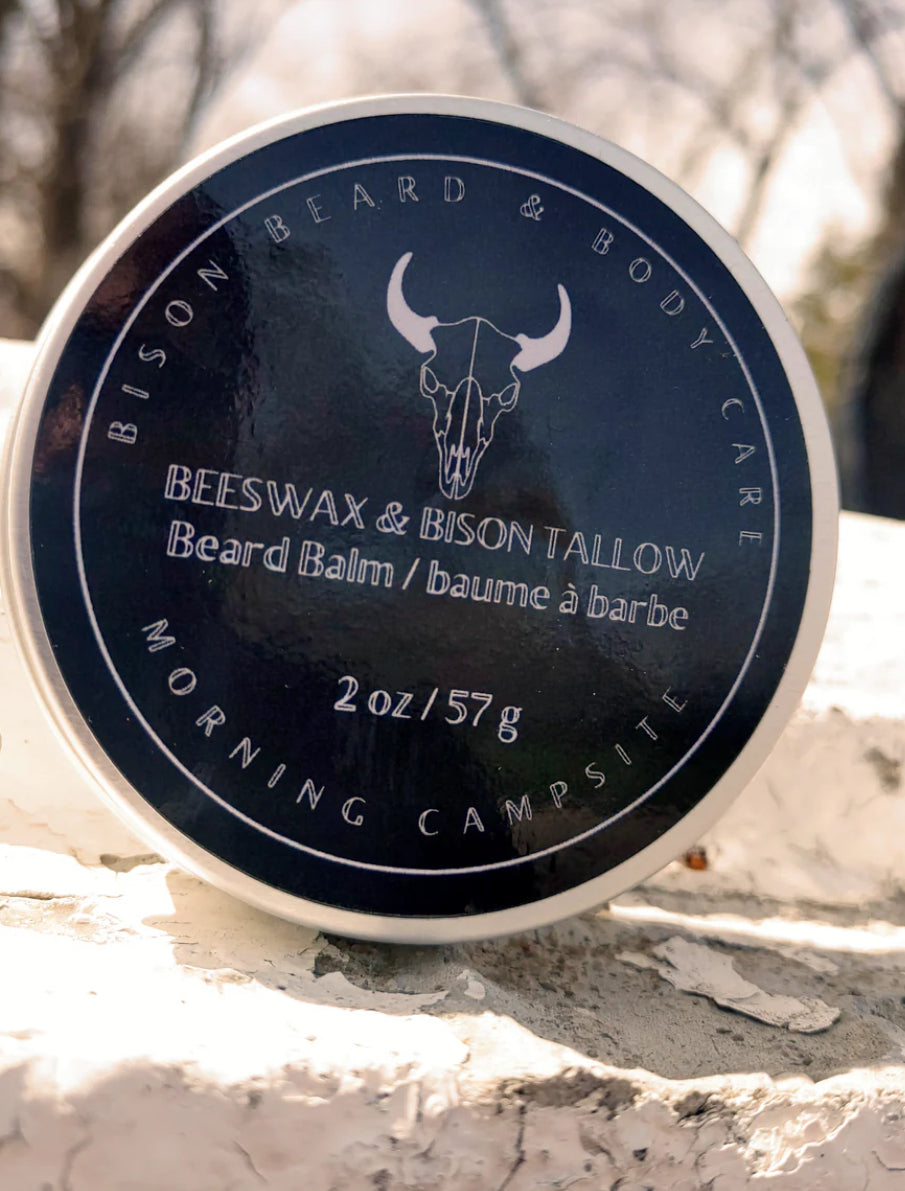 BISON BEARD & BODY CARE
BEESWAX & BISON TALLOW
Beard Balm / baume à barbe
2 oz / 57 g
MORNING CAMPSITE